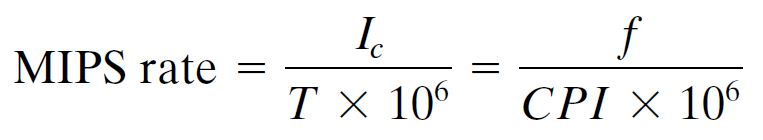 MIPS rate = I_c / (T × 10^6) = f / (CPI × 10^6)